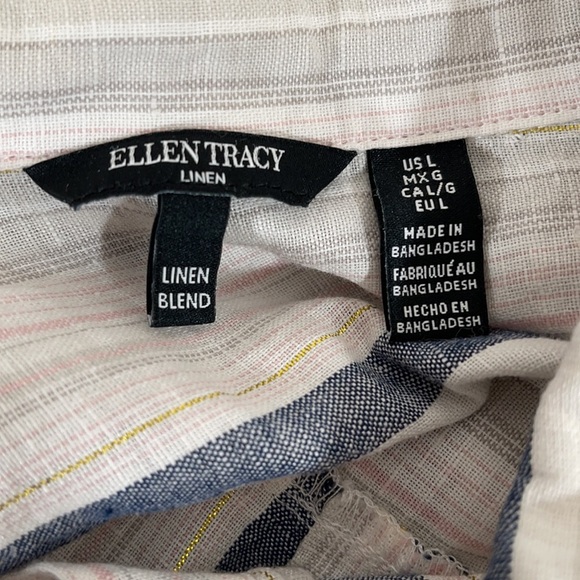 ELLEN TRACY
LINEN
LINEN
BLEND
US L
MX G
CA L/G
EU L
MADE IN
BANGLADESH
FABRIQUÉ AU
BANGLADESH
HECHO EN
BANGLADESH